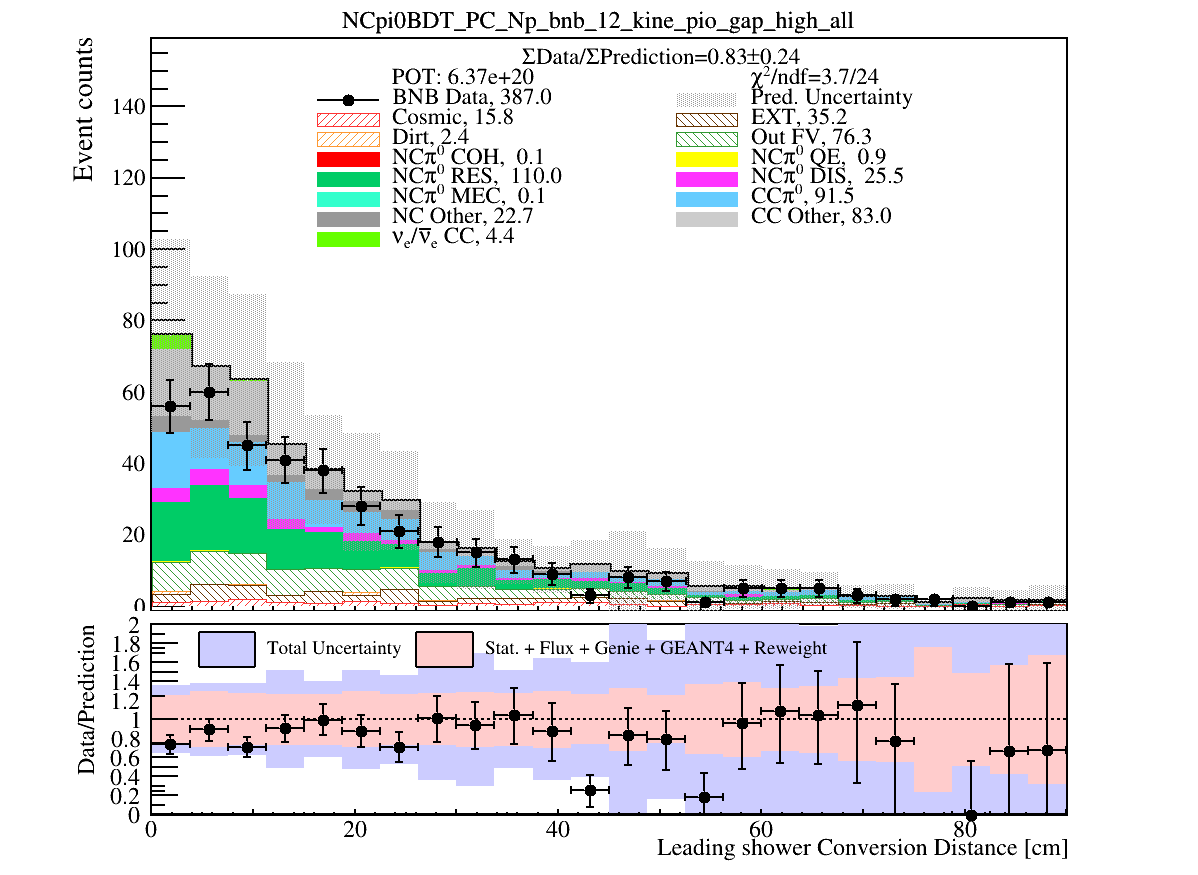 NCpi0BDT_PC_Np_bnb_12_kine_pio_gap_high_all
ΣData/ΣPrediction=0.83±0.24
POT: 6.37e+20
χ²/ndf=3.7/24
BNB Data, 387.0
Pred. Uncertainty
Cosmic, 15.8
EXT, 35.2
Dirt, 2.4
Out FV, 76.3
NCπ⁰ COH, 0.1
NCπ⁰ QE, 0.9
NCπ⁰ RES, 110.0
NCπ⁰ DIS, 25.5
NCπ⁰ MEC, 0.1
CCπ⁰, 91.5
NC Other, 22.7
CC Other, 83.0
νₑ/ν̅ₑ CC, 4.4
Event counts
140
120
100
80
60
40
20
0
Total Uncertainty
Stat. + Flux + Genie + GEANT4 + Reweight
Data/Prediction
2
1.8
1.6
1.4
1.2
1
0.8
0.6
0.4
0.2
0
0 20 40 60 80
Leading shower Conversion Distance [cm]